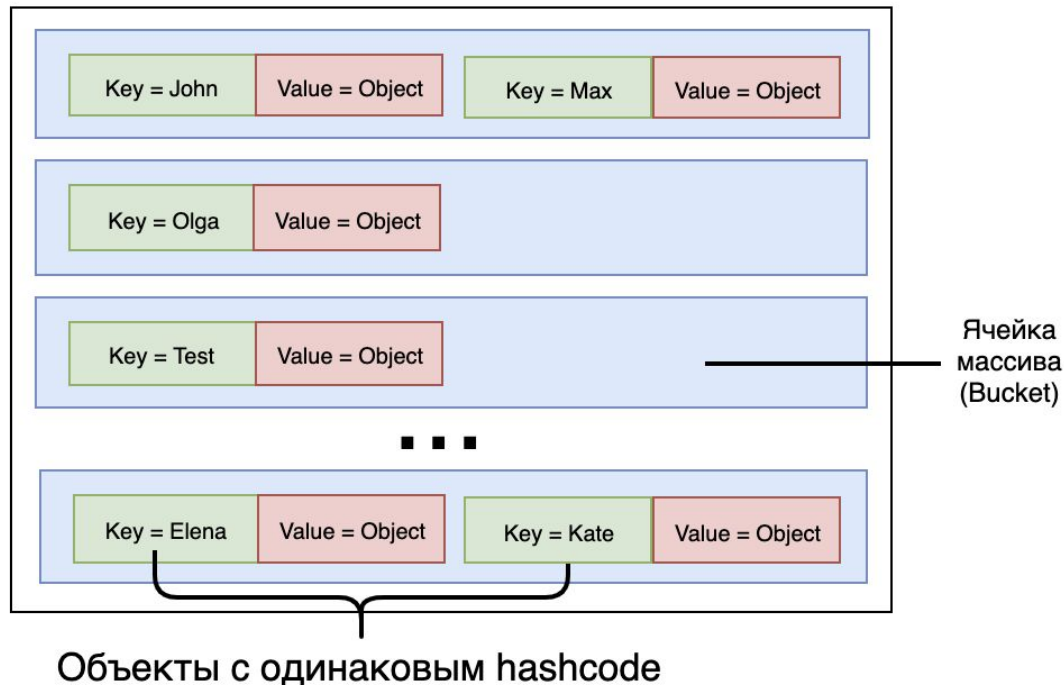 Key = John Value = Object Key = Max Value = Object
Key = Olga Value = Object
Key = Test Value = Object
Ячейка
массива
(Bucket)
...
Key = Elena Value = Object Key = Kate Value = Object
Объекты с одинаковым hashcode